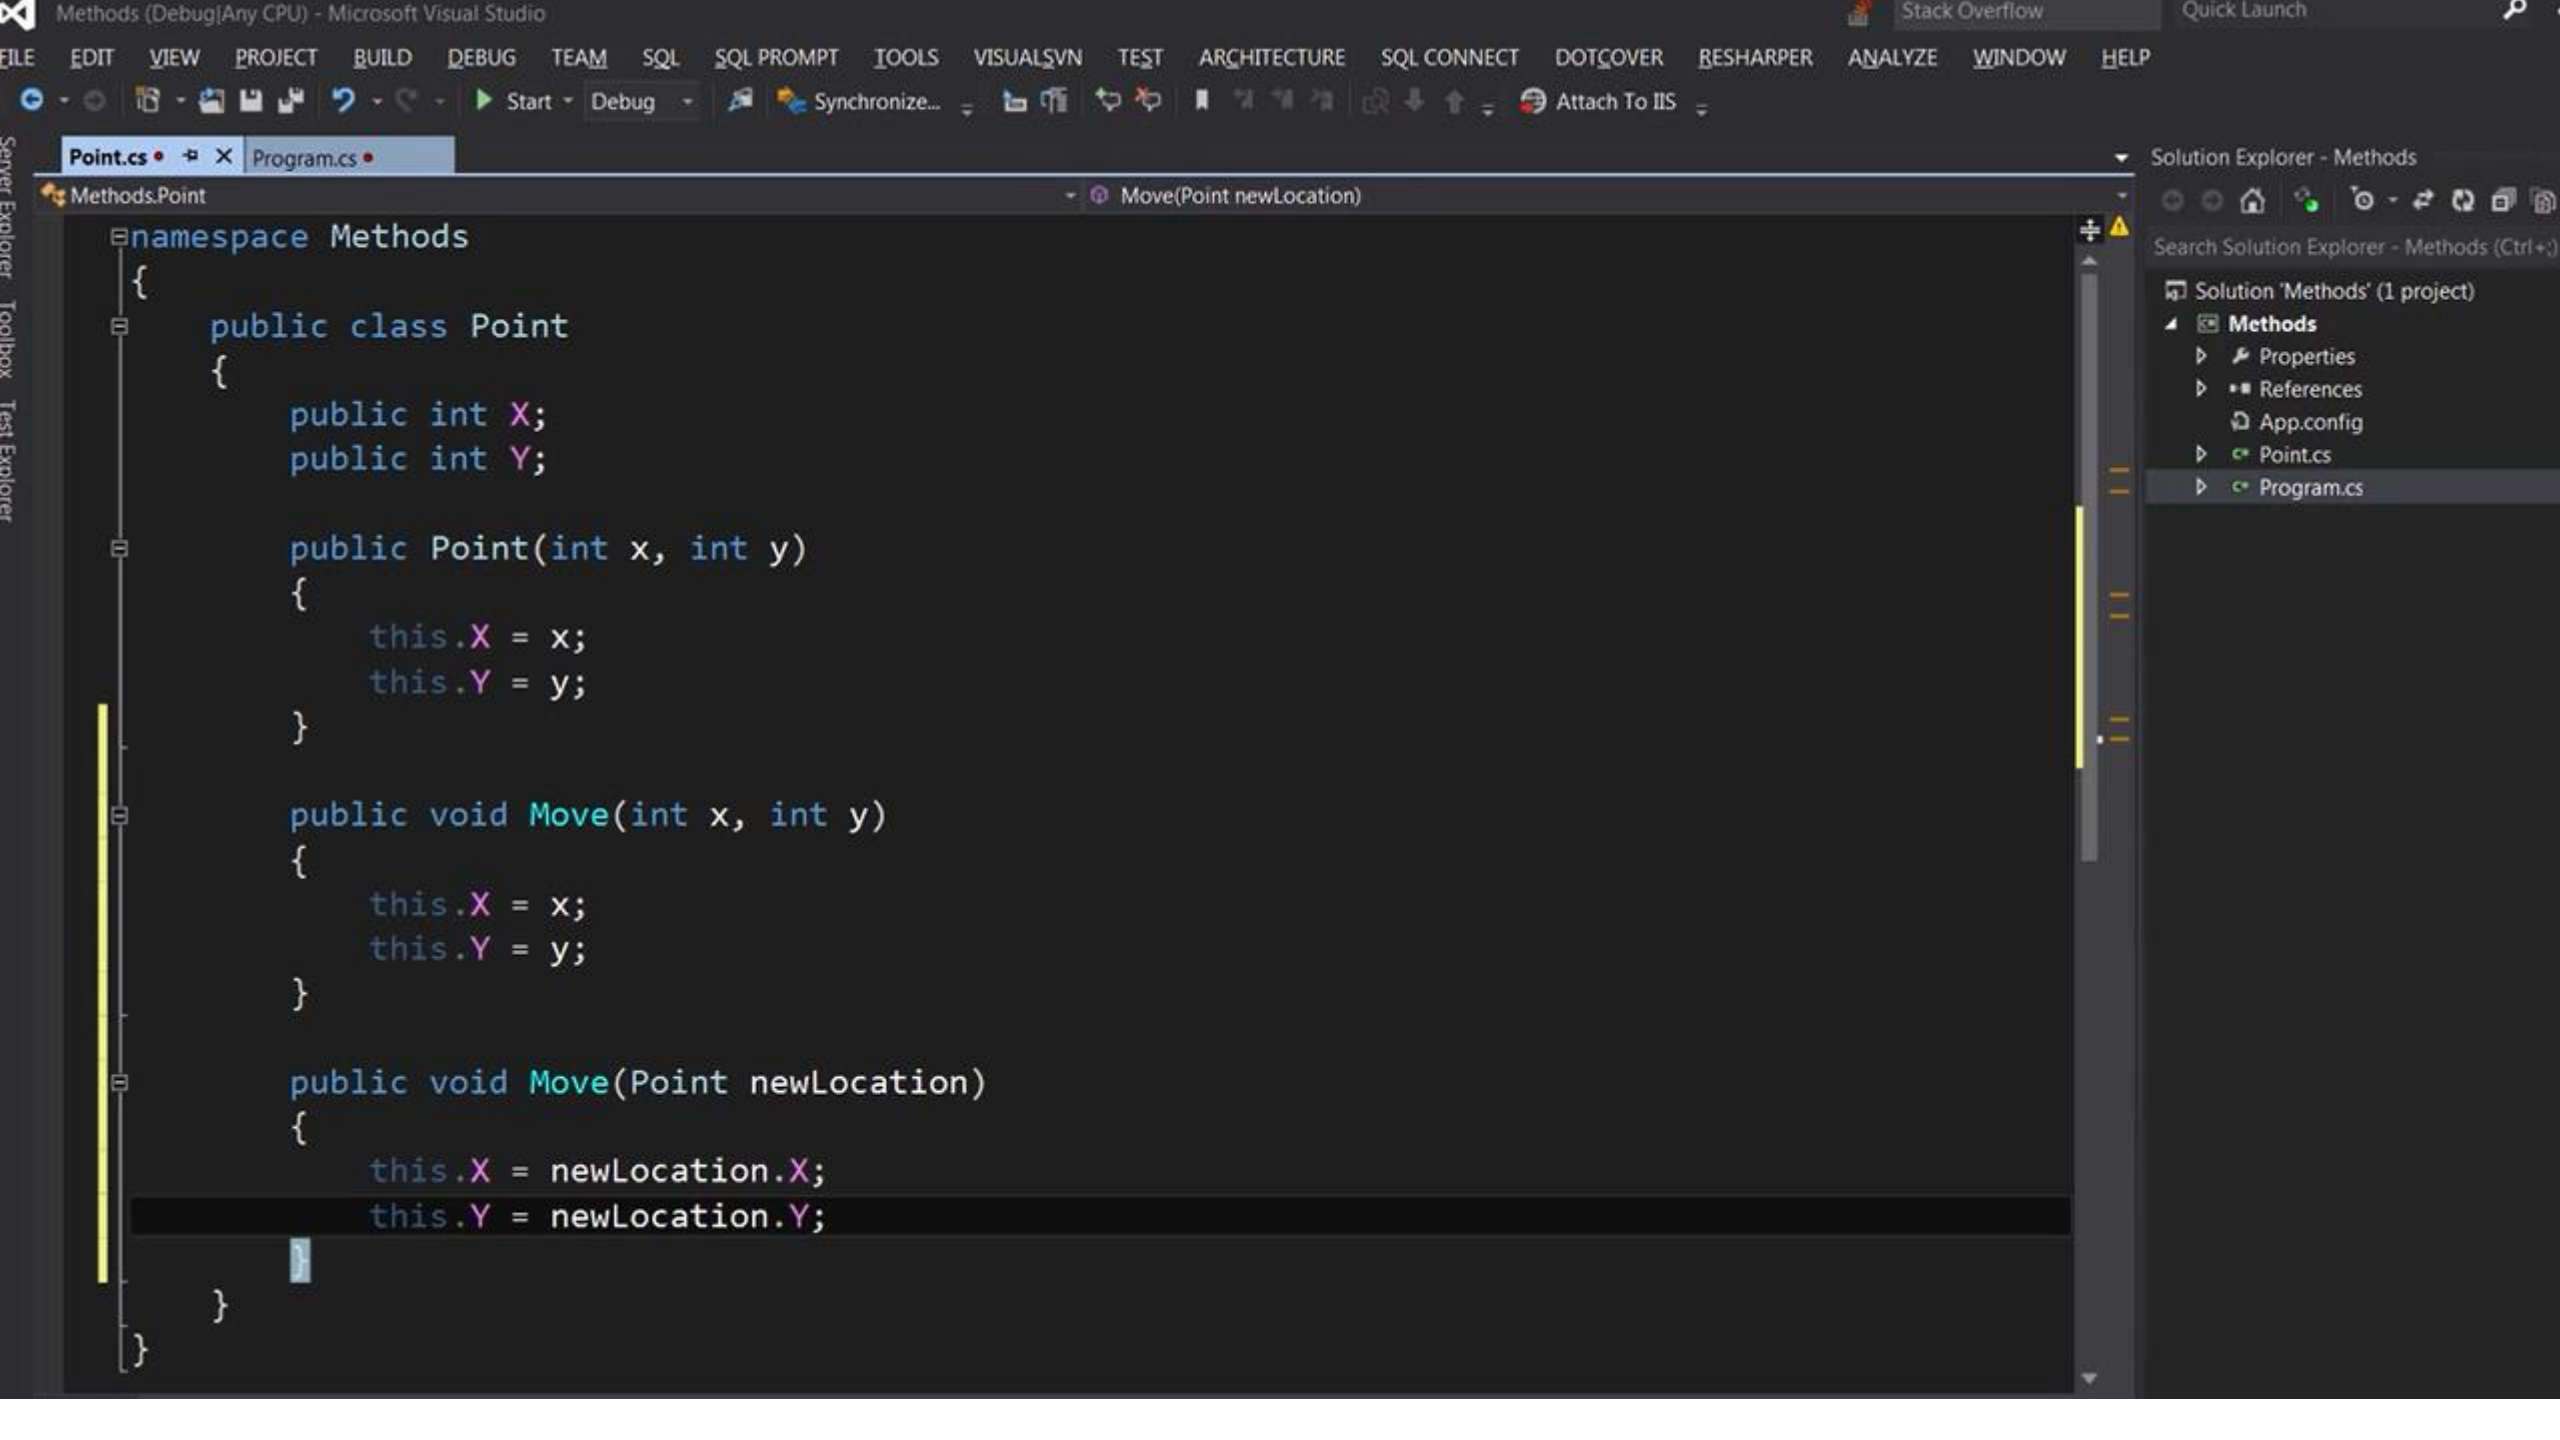 Methods (Debug|Any CPU) - Microsoft Visual Studio
Stack Overflow
Quick Launch
FILE EDIT VIEW PROJECT BUILD DEBUG TEAM SQL SQL PROMPT TOOLS VISUALSVN TEST ARCHITECTURE SQL CONNECT DOTCOVER RESHARPER ANALYZE WINDOW HELP
Start Debug Synchronize... Attach To IIS
Server Explorer
Toolbox
Test Explorer
Point.cs Program.cs
Methods.Point
Move(Point newLocation)
namespace Methods
{
    public class Point
    {
        public int X;
        public int Y;
        public Point(int x, int y)
        {
            this.X = x;
            this.Y = y;
        }
        public void Move(int x, int y)
        {
            this.X = x;
            this.Y = y;
        }
        public void Move(Point newLocation)
        {
            this.X = newLocation.X;
            this.Y = newLocation.Y;
        }
    }
}
Solution Explorer - Methods
Search Solution Explorer - Methods (Ctrl+;)
Solution 'Methods' (1 project)
Methods
Properties
References
App.config
Point.cs
Program.cs